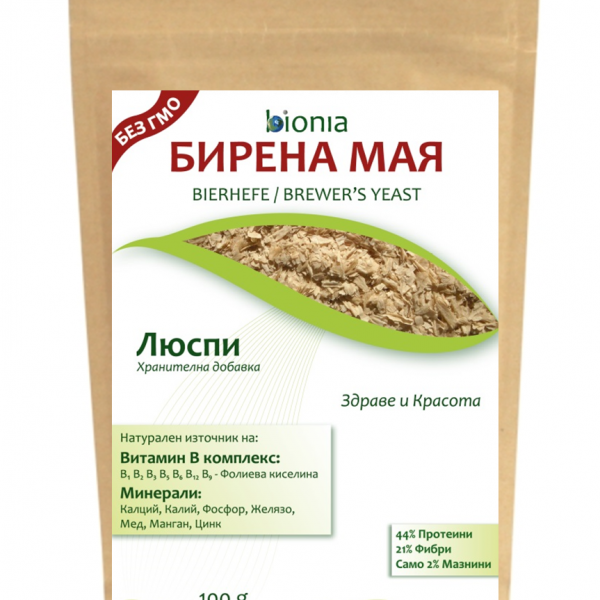 БЕЗ ГМО
bionia
БИРЕНА МАЯ
BIERHEFE / BREWER'S YEAST
Люспи
Хранителна добавка
Здраве и Красота
Натурален източник на:
Витамин В комплекс:
B₁ B₂ B₃ B₅ B₆ B₁₂ B₉ - Фолиева киселина
Минерали:
Калций, Калий, Фосфор, Желязо,
Мед, Манган, Цинк
44% Протеини
21% Фибри
Само 2% Мазнини
100 g